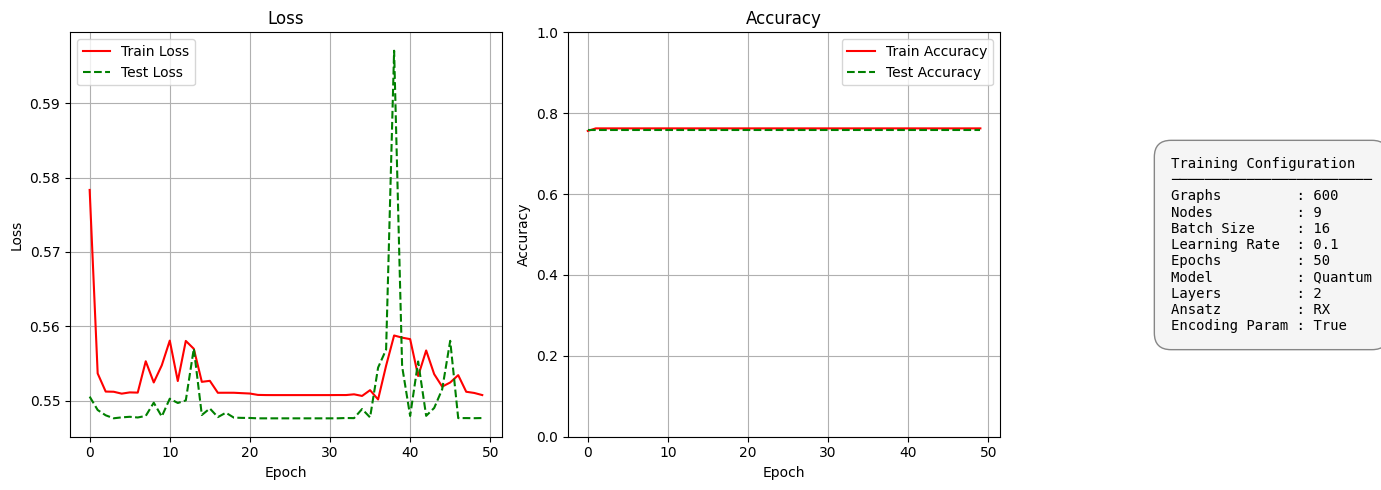 Loss
Train Loss
Test Loss
0.59
0.58
0.57
0.56
0.55
Loss
0
10
20
30
40
50
Epoch
Accuracy
Train Accuracy
Test Accuracy
1.0
0.8
0.6
0.4
0.2
0.0
Accuracy
0
10
20
30
40
50
Epoch
Training Configuration
Graphs : 600
Nodes : 9
Batch Size : 16
Learning Rate : 0.1
Epochs : 50
Model : Quantum
Layers : 2
Ansatz : RX
Encoding Param : True